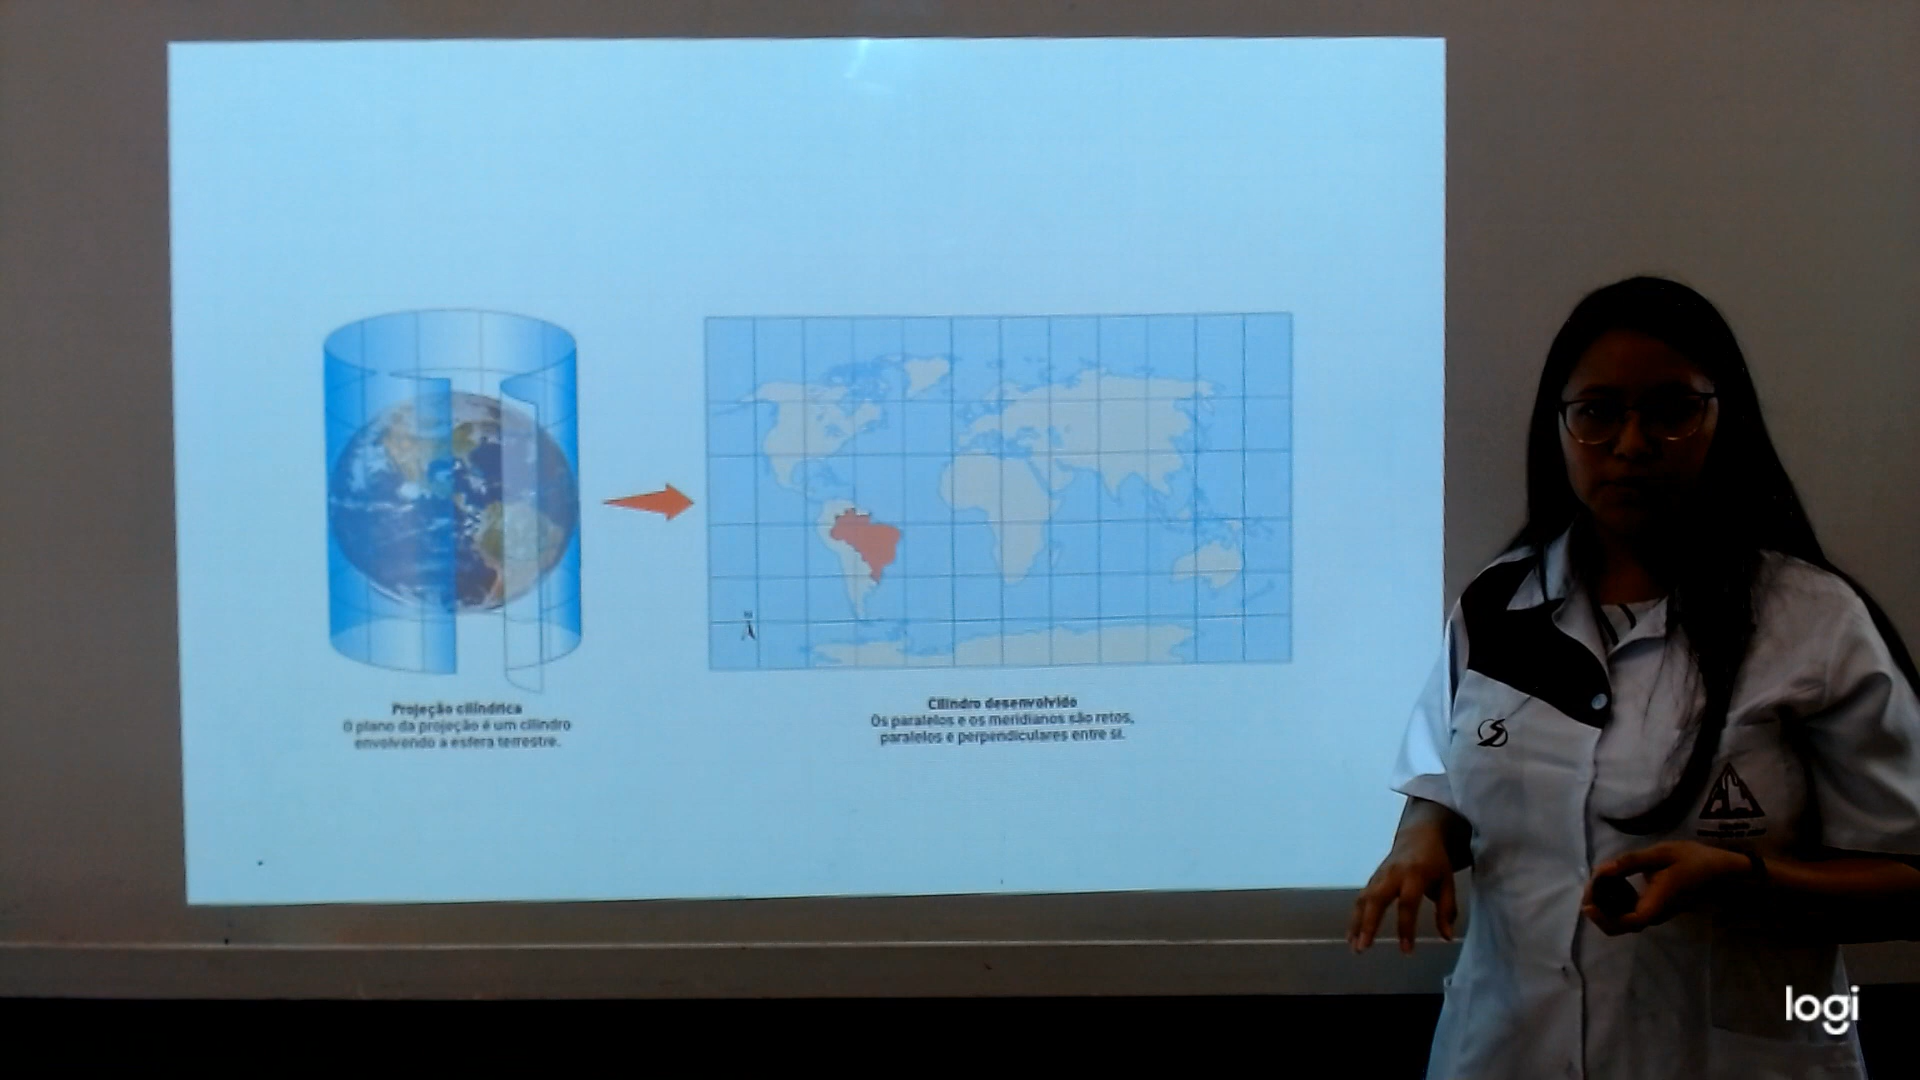 Projeção cilíndrica
O plano da projeção é um cilindro
envolvendo a esfera terrestre.
Cilindro desenvolvido
Os paralelos e os meridianos são retos,
paralelos e perpendiculares entre si.
logi